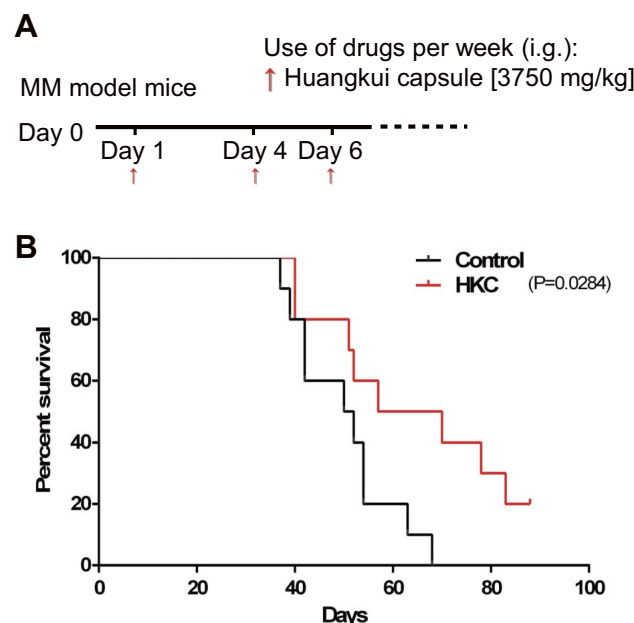 A
Use of drugs per week (i.g.):
↑ Huangkui capsule [3750 mg/kg]
MM model mice
Day 0
Day 1 Day 4 Day 6
↑ ↑ ↑
B
Control
HKC (P=0.0284)
Percent survival
100
80
60
40
20
0
0 20 40 60 80 100
Days